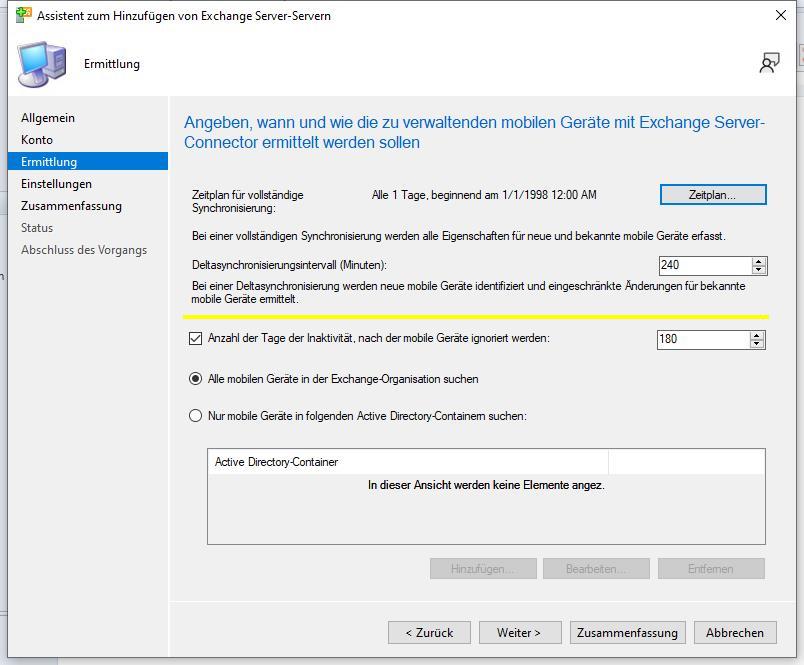 Assistent zum Hinzufügen von Exchange Server-Servern
Ermittlung
Allgemein
Konto
Ermittlung
Einstellungen
Zusammenfassung
Status
Abschluss des Vorgangs
Angeben, wann und wie die zu verwaltenden mobilen Geräte mit Exchange Server-
Connector ermittelt werden sollen
Zeitplan für vollständige
Synchronisierung:
Alle 1 Tage, beginnend am 1/1/1998 12:00 AM
Zeitplan...
Bei einer vollständigen Synchronisierung werden alle Eigenschaften für neue und bekannte mobile Geräte erfasst.
Deltasynchronisierungsintervall (Minuten):
240
Bei einer Deltasynchronisierung werden neue mobile Geräte identifiziert und eingeschränkte Änderungen für bekannte
mobile Geräte ermittelt.
Anzahl der Tage der Inaktivität, nach der mobile Geräte ignoriert werden:
180
Alle mobilen Geräte in der Exchange-Organisation suchen
Nur mobile Geräte in folgenden Active Directory-Containern suchen:
Active Directory-Container
In dieser Ansicht werden keine Elemente angez.
Hinzufügen...
Bearbeiten...
Entfernen
< Zurück
Weiter >
Zusammenfassung
Abbrechen